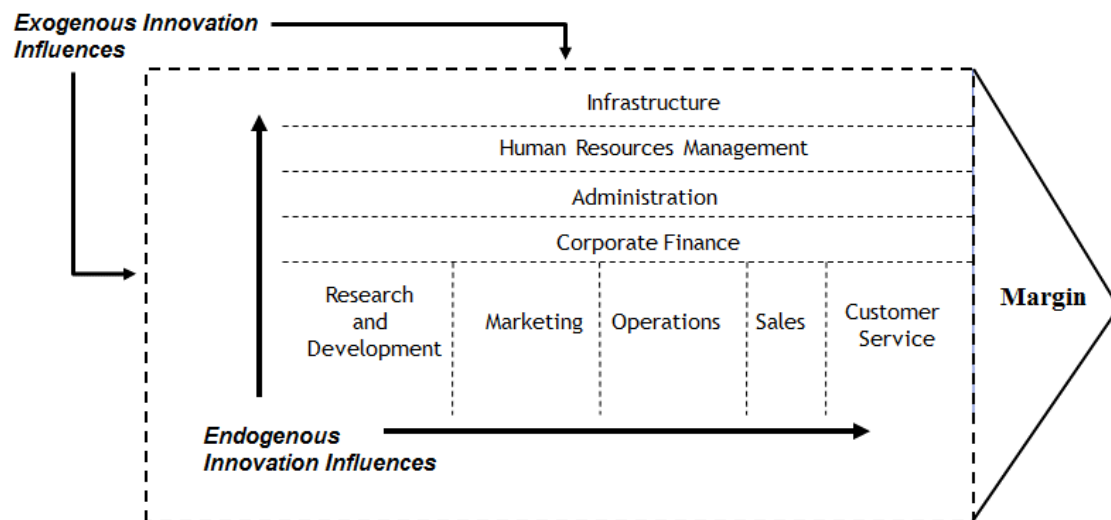 Exogenous Innovation
Influences
Infrastructure
Human Resources Management
Administration
Corporate Finance
Research
and
Development
Marketing
Operations
Sales
Customer
Service
Margin
Endogenous
Innovation Influences